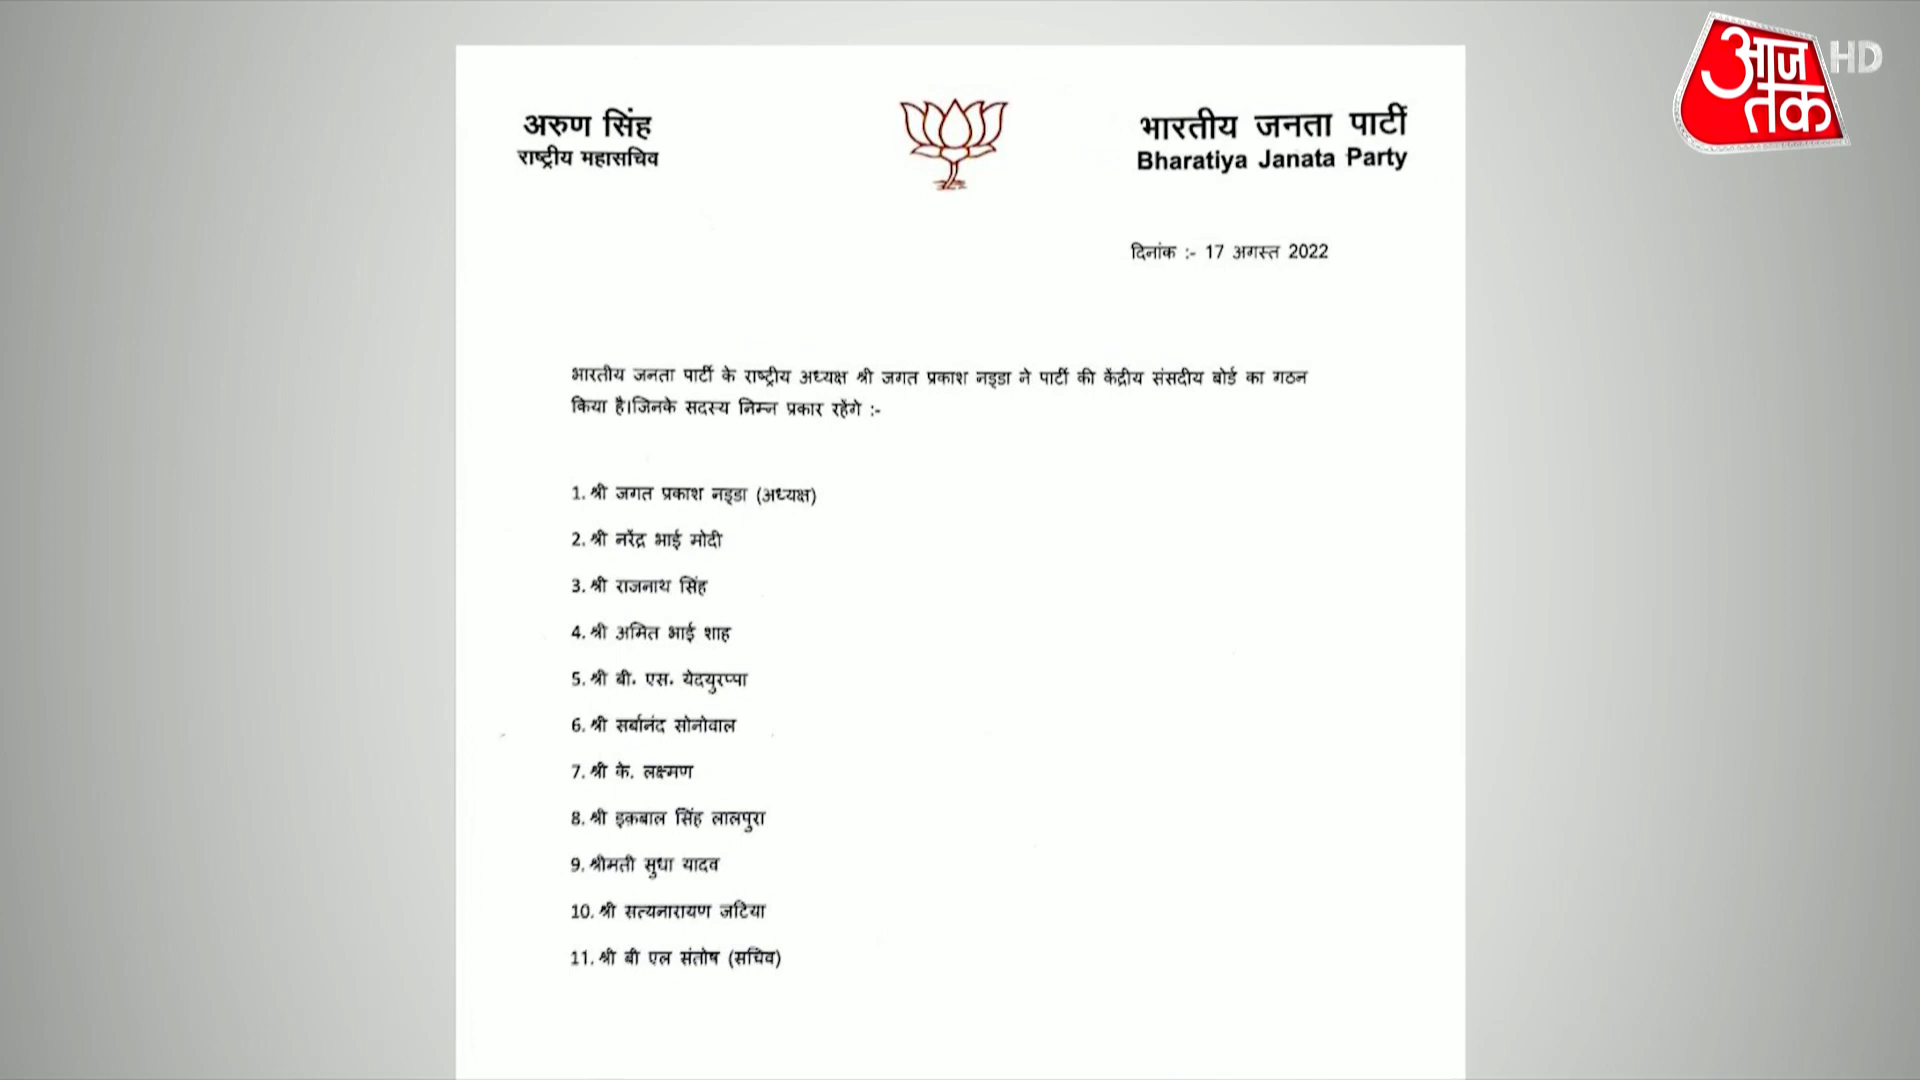 आज तक HD
अरुण सिंह
राष्ट्रीय महासचिव
भारतीय जनता पार्टी
Bharatiya Janata Party
दिनांक :- 17 अगस्त 2022
भारतीय जनता पार्टी के राष्ट्रीय अध्यक्ष श्री जगत प्रकाश नड्डा ने पार्टी की केंद्रीय संसदीय बोर्ड का गठन
किया है।जिनके सदस्य निम्न प्रकार रहेंगे :-
1. श्री जगत प्रकाश नड्डा (अध्यक्ष)
2. श्री नरेंद्र भाई मोदी
3. श्री राजनाथ सिंह
4. श्री अमित भाई शाह
5. श्री बी. एस. येदयुरप्पा
6. श्री सर्बानंद सोनोवाल
7. श्री के. लक्ष्मण
8. श्री इक़बाल सिंह लालपुरा
9. श्रीमती सुधा यादव
10. श्री सत्यनारायण जटिया
11. श्री बी एल संतोष (सचिव)